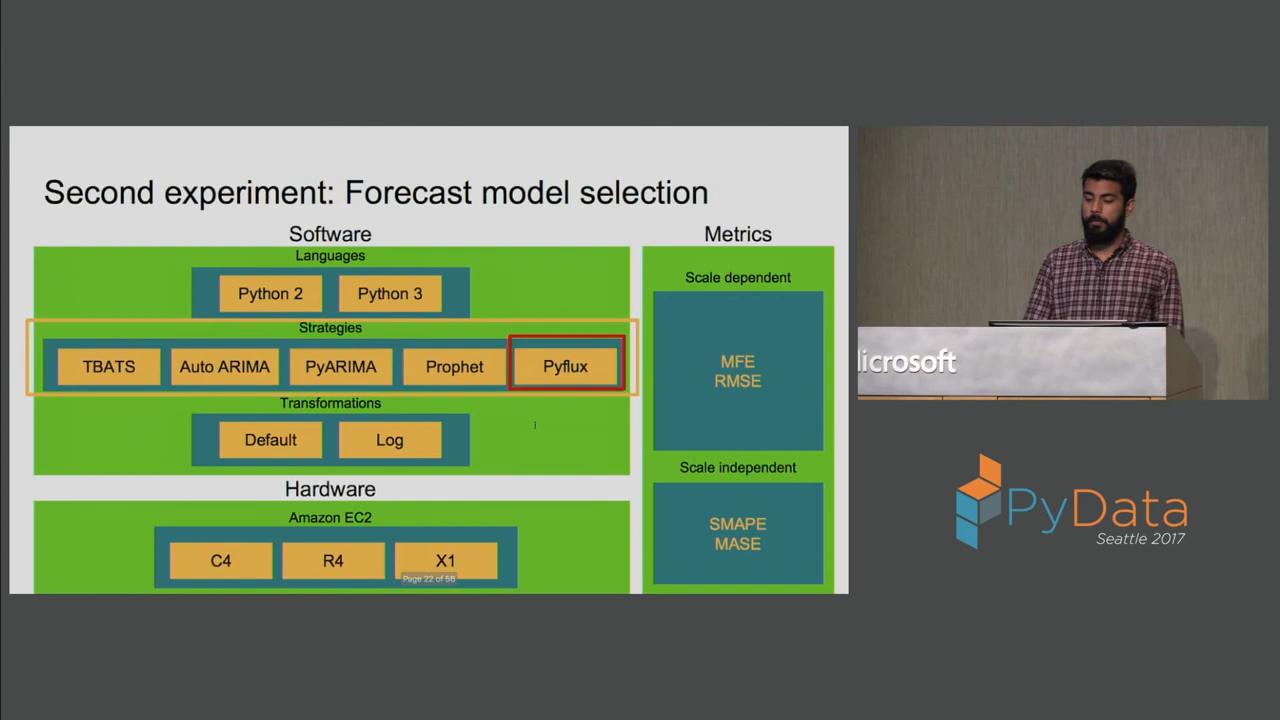 Second experiment: Forecast model selection
Software
Languages
Python 2
Python 3
Strategies
TBATS
Auto ARIMA
PyARIMA
Prophet
Pyflux
Transformations
Default
Log
Hardware
Amazon EC2
C4
R4
X1
Page 22 of 56
Metrics
Scale dependent
MFE
RMSE
Scale independent
SMAPE
MASE
icrosoft
PyData
Seattle 2017